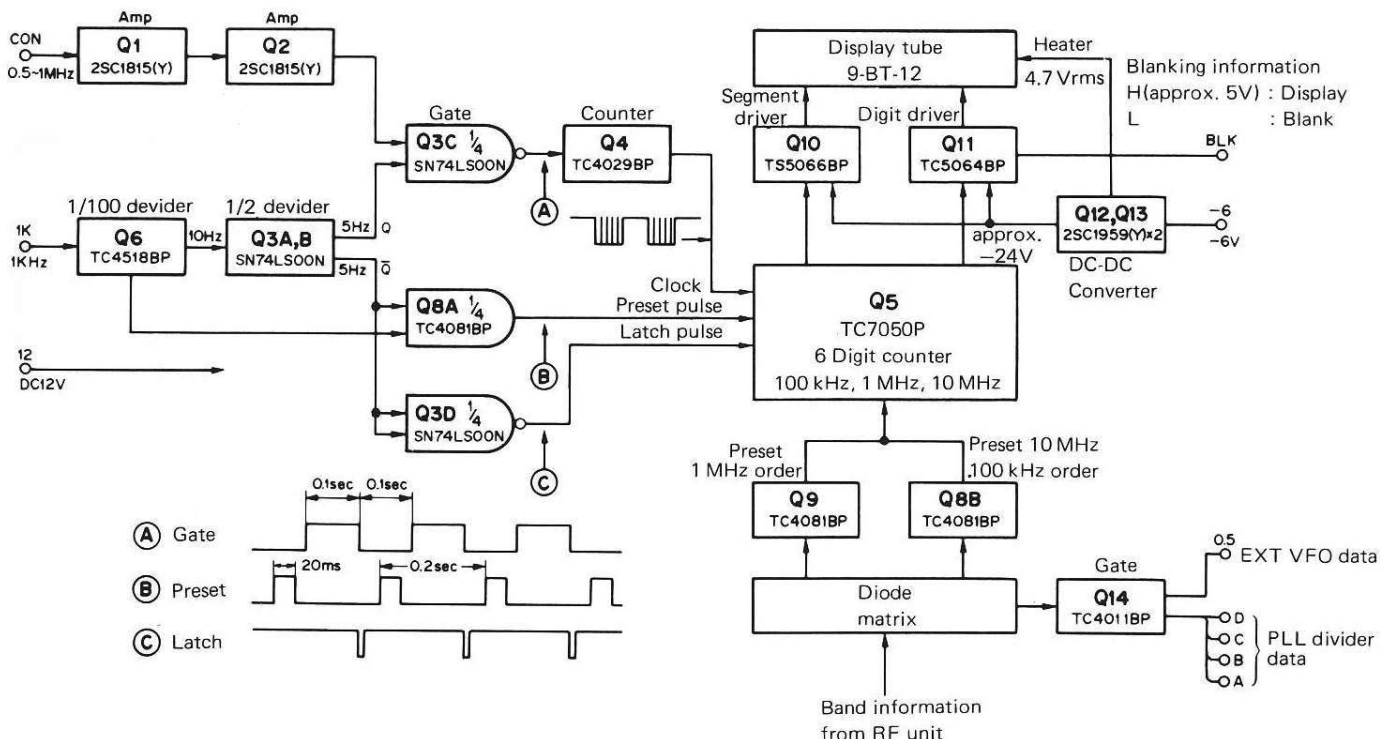 CON
0.5~1MHz
Amp
Q1
2SC1815(Y)
Amp
Q2
2SC1815(Y)
Gate
Q3C 1/4
SN74LS00N
A
Counter
Q4
TC4029BP
1K
1KHz
1/100 devider
Q6
TC4518BP
10Hz
1/2 devider
Q3A,B
SN74LS00N
5Hz Q
5Hz Q̅
Q8A 1/4
TC4081BP
B
12
DC12V
Q3D 1/4
SN74LS00N
C
Clock
Preset pulse
Latch pulse
Display tube
9-BT-12
Heater
4.7 Vrms
Blanking information
H(approx. 5V) : Display
L : Blank
Segment
driver
Digit driver
Q10
TS5066BP
Q11
TC5064BP
BLK
approx.
−24V
Q12,Q13
2SC1959(Y)×2
-6
-6V
DC-DC
Converter
Q5
TC7050P
6 Digit counter
100 kHz, 1 MHz, 10 MHz
Preset
1 MHz order
Preset 10 MHz
.100 kHz order
Q9
TC4081BP
Q8B
TC4081BP
Diode
matrix
Gate
Q14
TC4011BP
0.5
EXT VFO data
D
C
B
A
PLL divider
data
Band information
from RF unit
0.1sec 0.1sec
A Gate
20ms 0.2sec
B Preset
C Latch